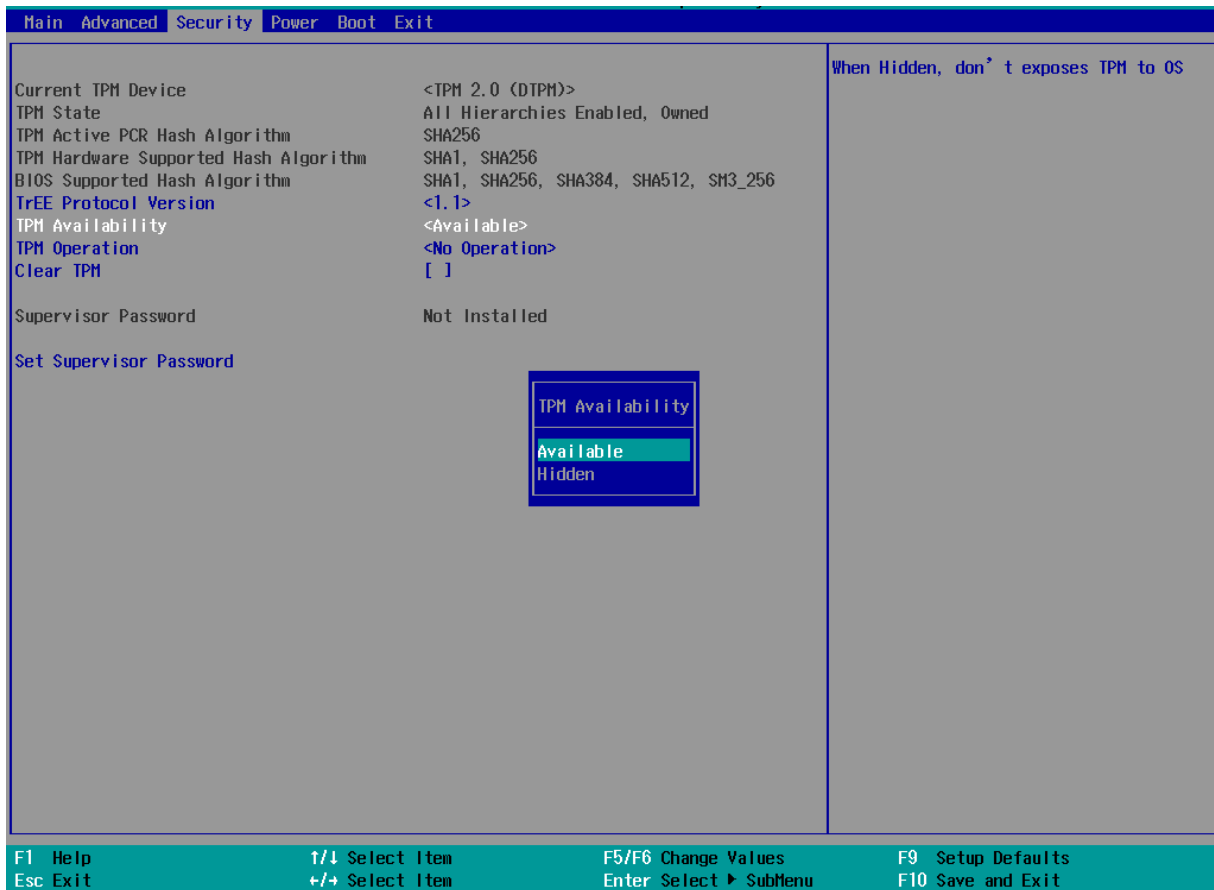 Main Advanced Security Power Boot Exit
When Hidden, don't exposes TPM to OS
Current TPM Device <TPM 2.0 (DTPM)>
TPM State All Hierarchies Enabled, Owned
TPM Active PCR Hash Algorithm SHA256
TPM Hardware Supported Hash Algorithm SHA1, SHA256
BIOS Supported Hash Algorithm SHA1, SHA256, SHA384, SHA512, SM3_256
TrEE Protocol Version <1.1>
TPM Availability <Available>
TPM Operation <No Operation>
Clear TPM [ ]
Supervisor Password Not Installed
Set Supervisor Password
TPM Availability
Available
Hidden
F1 Help ↑/↓ Select Item F5/F6 Change Values F9 Setup Defaults
Esc Exit ←/→ Select Item Enter Select ▶ SubMenu F10 Save and Exit